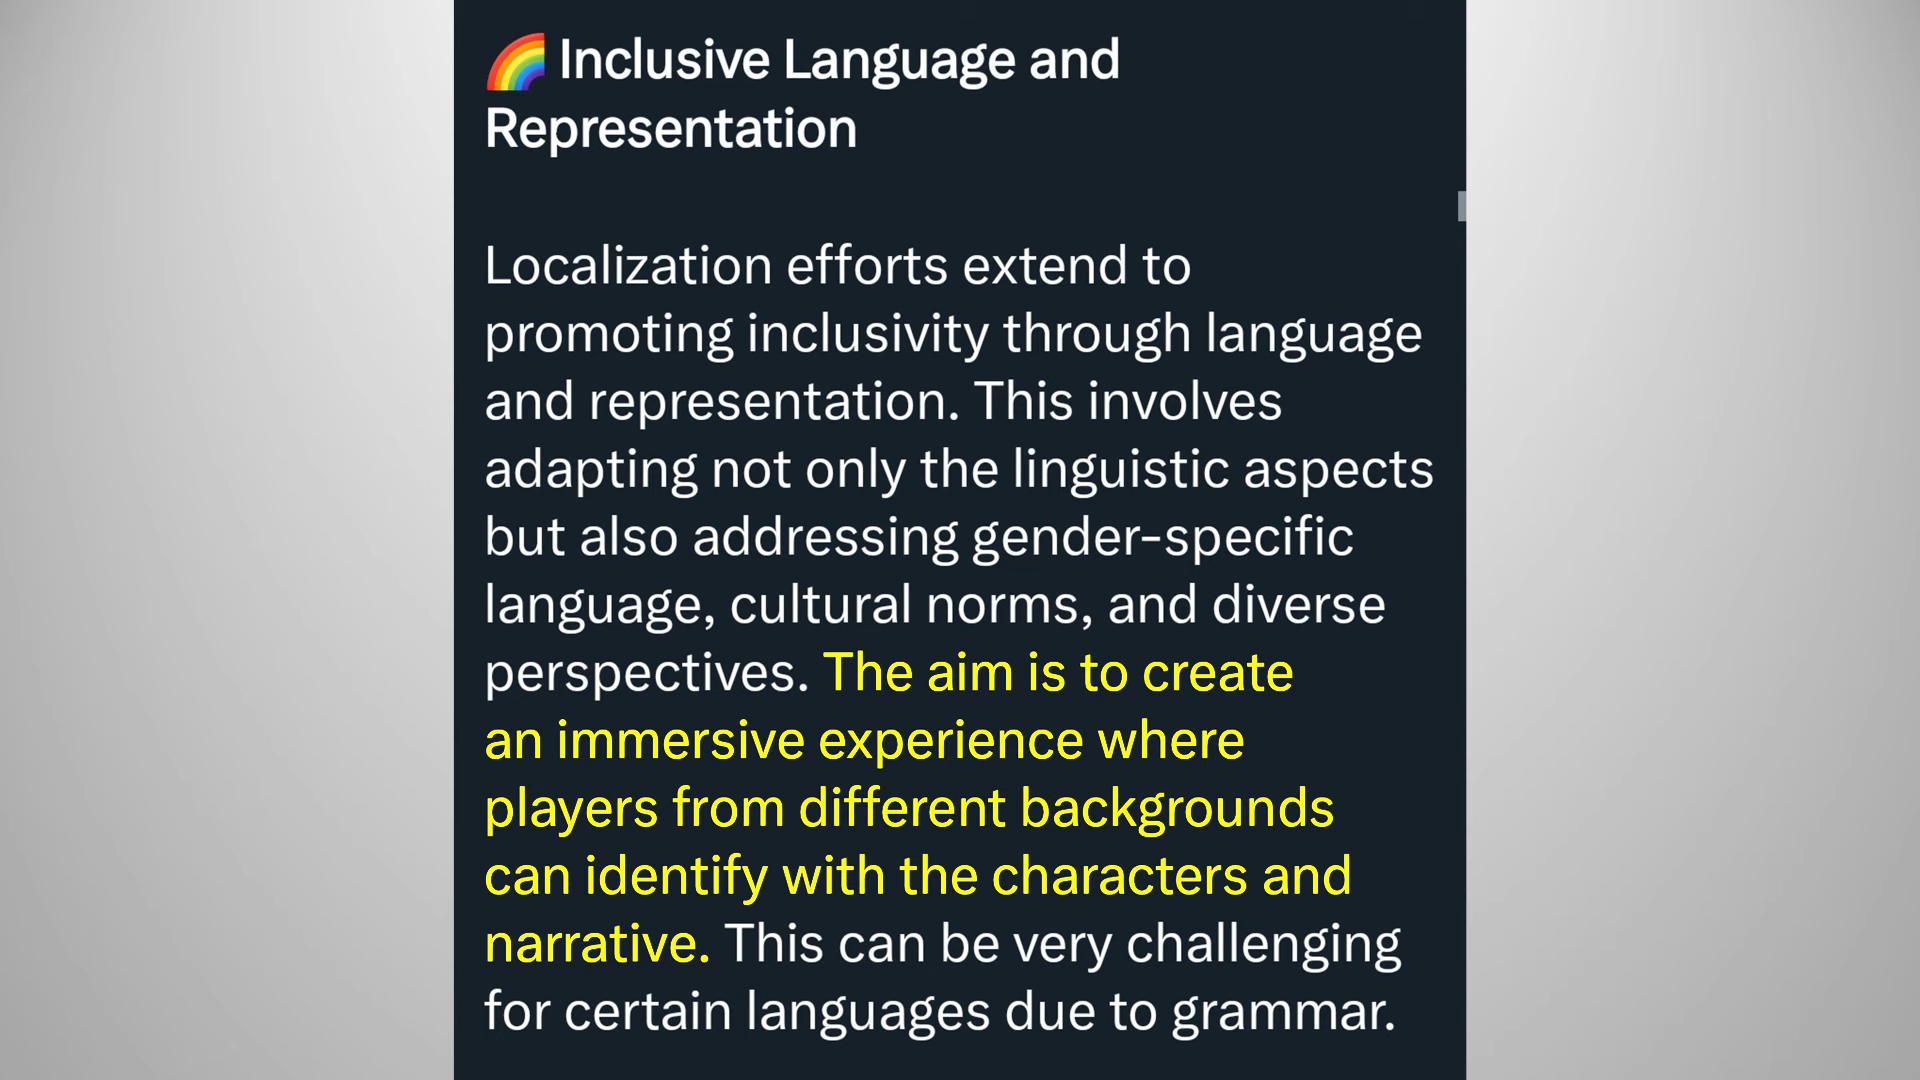 🌈 Inclusive Language and
Representation
Localization efforts extend to
promoting inclusivity through language
and representation. This involves
adapting not only the linguistic aspects
but also addressing gender-specific
language, cultural norms, and diverse
perspectives. The aim is to create
an immersive experience where
players from different backgrounds
can identify with the characters and
narrative. This can be very challenging
for certain languages due to grammar.